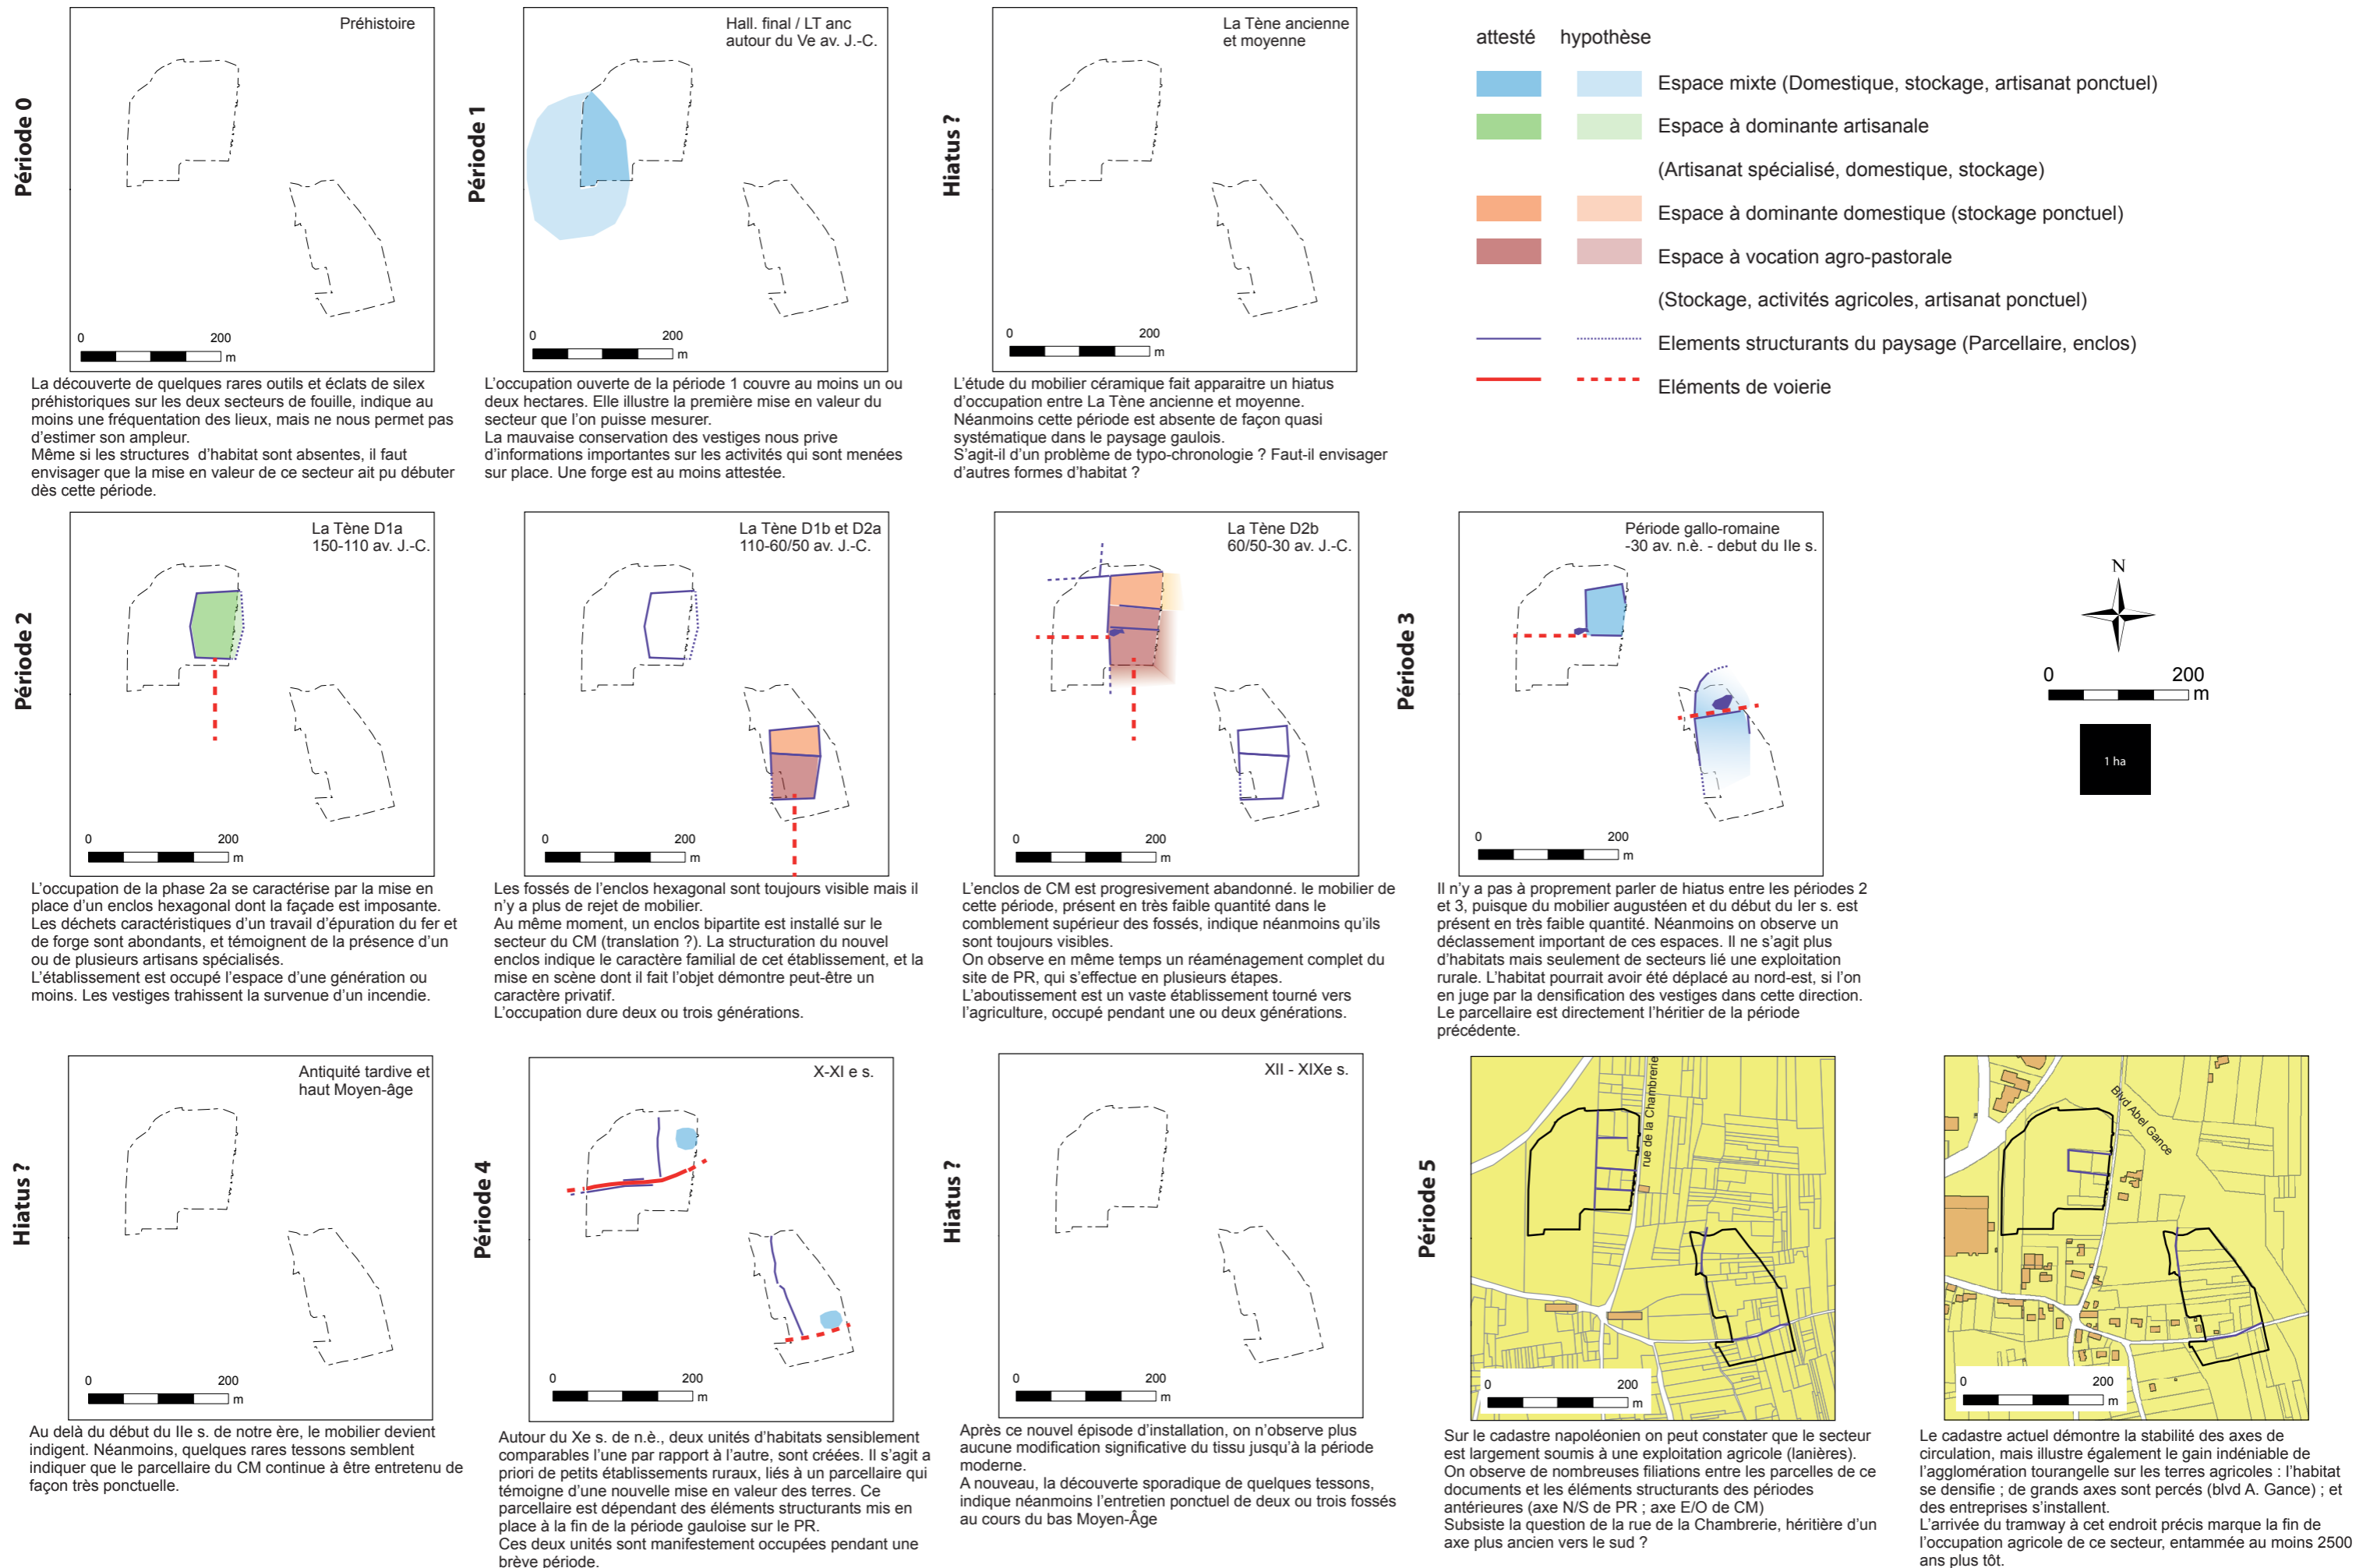 Période 0
Préhistoire
0 200
m
La découverte de quelques rares outils et éclats de silex
préhistoriques sur les deux secteurs de fouille, indique au
moins une fréquentation des lieux, mais ne nous permet pas
d'estimer son ampleur.
Même si les structures d'habitat sont absentes, il faut
envisager que la mise en valeur de ce secteur ait pu débuter
dès cette période.
Période 1
Hall. final / LT anc
autour du Ve av. J.-C.
0 200
m
L'occupation ouverte de la période 1 couvre au moins un ou
deux hectares. Elle illustre la première mise en valeur du
secteur que l'on puisse mesurer.
La mauvaise conservation des vestiges nous prive
d'informations importantes sur les activités qui sont menées
sur place. Une forge est au moins attestée.
Hiatus ?
La Tène ancienne
et moyenne
0 200
m
L'étude du mobilier céramique fait apparaitre un hiatus
d'occupation entre La Tène ancienne et moyenne.
Néanmoins cette période est absente de façon quasi
systématique dans le paysage gaulois.
S'agit-il d'un problème de typo-chronologie ? Faut-il envisager
d'autres formes d'habitat ?
attesté hypothèse
Espace mixte (Domestique, stockage, artisanat ponctuel)
Espace à dominante artisanale
(Artisanat spécialisé, domestique, stockage)
Espace à dominante domestique (stockage ponctuel)
Espace à vocation agro-pastorale
(Stockage, activités agricoles, artisanat ponctuel)
Elements structurants du paysage (Parcellaire, enclos)
Eléments de voierie
Période 2
La Tène D1a
150-110 av. J.-C.
0 200
m
L'occupation de la phase 2a se caractérise par la mise en
place d'un enclos hexagonal dont la façade est imposante.
Les déchets caractéristiques d'un travail d'épuration du fer et
de forge sont abondants, et témoignent de la présence d'un
ou de plusieurs artisans spécialisés.
L'établissement est occupé l'espace d'une génération ou
moins. Les vestiges trahissent la survenue d'un incendie.
La Tène D1b et D2a
110-60/50 av. J.-C.
0 200
m
Les fossés de l'enclos hexagonal sont toujours visible mais il
n'y a plus de rejet de mobilier.
Au même moment, un enclos bipartite est installé sur le
secteur du CM (translation ?). La structuration du nouvel
enclos indique le caractère familial de cet établissement, et la
mise en scène dont il fait l'objet démontre peut-être un
caractère privatif.
L'occupation dure deux ou trois générations.
La Tène D2b
60/50-30 av. J.-C.
0 200
m
L'enclos de CM est progresivement abandonné. le mobilier de
cette période, présent en très faible quantité dans le
comblement supérieur des fossés, indique néanmoins qu'ils
sont toujours visibles.
On observe en même temps un réaménagement complet du
site de PR, qui s'effectue en plusieurs étapes.
L'aboutissement est un vaste établissement tourné vers
l'agriculture, occupé pendant une ou deux générations.
Période 3
Période gallo-romaine
-30 av. n.è. - debut du IIe s.
0 200
m
Il n'y a pas à proprement parler de hiatus entre les périodes 2
et 3, puisque du mobilier augustéen et du début du Ier s. est
présent en très faible quantité. Néanmoins on observe un
déclassement important de ces espaces. Il ne s'agit plus
d'habitats mais seulement de secteurs lié une exploitation
rurale. L'habitat pourrait avoir été déplacé au nord-est, si l'on
en juge par la densification des vestiges dans cette direction.
Le parcellaire est directement l'héritier de la période
précédente.
N
0 200
m
1 ha
Hiatus ?
Antiquité tardive et
haut Moyen-âge
0 200
m
Au delà du début du IIe s. de notre ère, le mobilier devient
indigent. Néanmoins, quelques rares tessons semblent
indiquer que le parcellaire du CM continue à être entretenu de
façon très ponctuelle.
Période 4
X-XI e s.
0 200
m
Autour du Xe s. de n.è., deux unités d'habitats sensiblement
comparables l'une par rapport à l'autre, sont créées. Il s'agit a
priori de petits établissements ruraux, liés à un parcellaire qui
témoigne d'une nouvelle mise en valeur des terres. Ce
parcellaire est dépendant des éléments structurants mis en
place à la fin de la période gauloise sur le PR.
Ces deux unités sont manifestement occupées pendant une
brève période.
Hiatus ?
XII - XIXe s.
0 200
m
Après ce nouvel épisode d'installation, on n'observe plus
aucune modification significative du tissu jusqu'à la période
moderne.
A nouveau, la découverte sporadique de quelques tessons,
indique néanmoins l'entretien ponctuel de deux ou trois fossés
au cours du bas Moyen-Âge
Période 5
rue de la Chambrerie
0 200
m
Sur le cadastre napoléonien on peut constater que le secteur
est largement soumis à une exploitation agricole (lanières).
On observe de nombreuses filiations entre les parcelles de ce
documents et les éléments structurants des périodes
antérieures (axe N/S de PR ; axe E/O de CM)
Subsiste la question de la rue de la Chambrerie, héritière d'un
axe plus ancien vers le sud ?
Blvd Abel Gance
0 200
m
Le cadastre actuel démontre la stabilité des axes de
circulation, mais illustre également le gain indéniable de
l'agglomération tourangelle sur les terres agricoles : l'habitat
se densifie ; de grands axes sont percés (blvd A. Gance) ; et
des entreprises s'installent.
L'arrivée du tramway à cet endroit précis marque la fin de
l'occupation agricole de ce secteur, entammée au moins 2500
ans plus tôt.